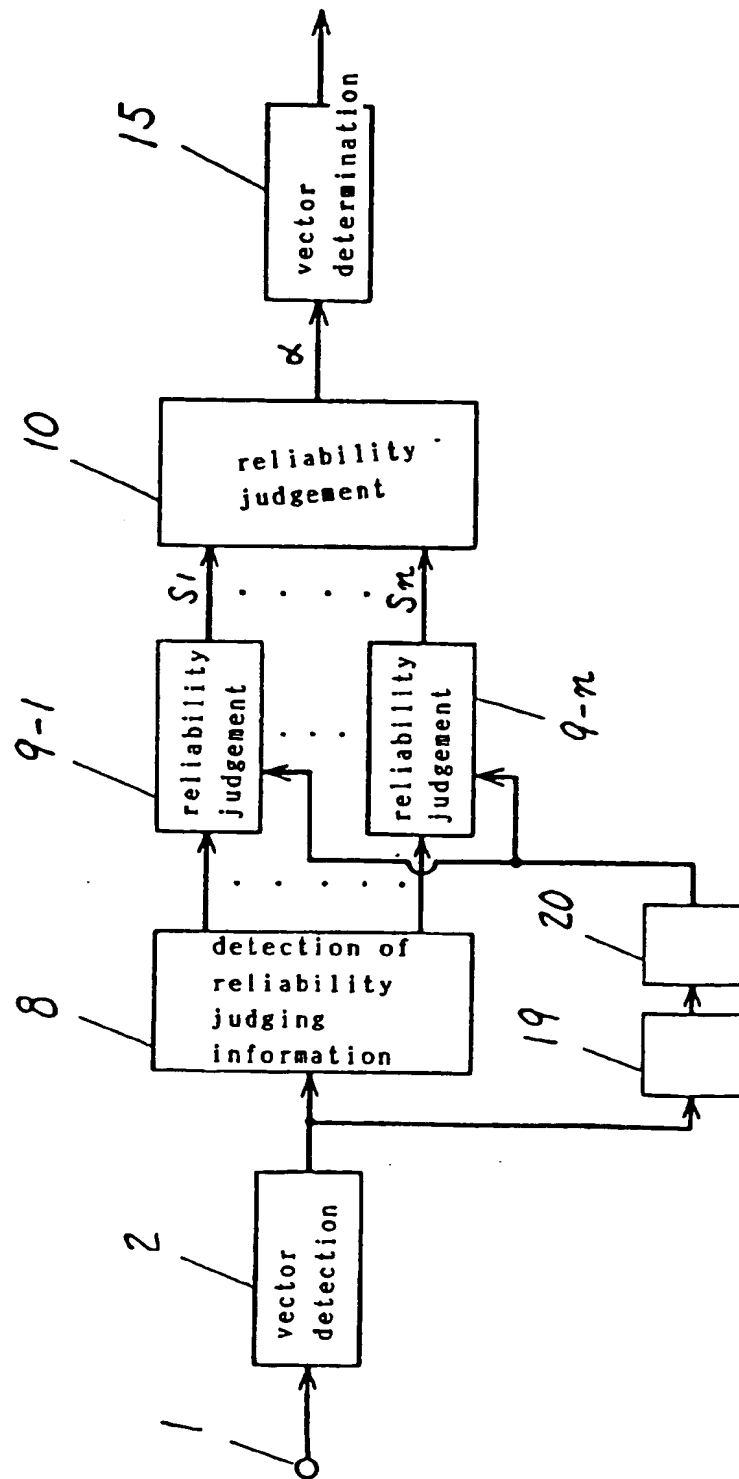 1
2
vector
detection
8
detection of
reliability
judging
information
19
20
9-1
reliability
judgement
9-n
reliability
judgement
S1
Sn
10
reliability
judgement
α
15
vector
determination